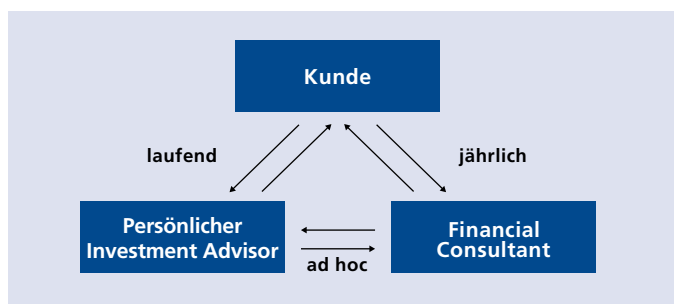 Kunde
laufend
jährlich
Persönlicher
Investment Advisor
Financial
Consultant
ad hoc